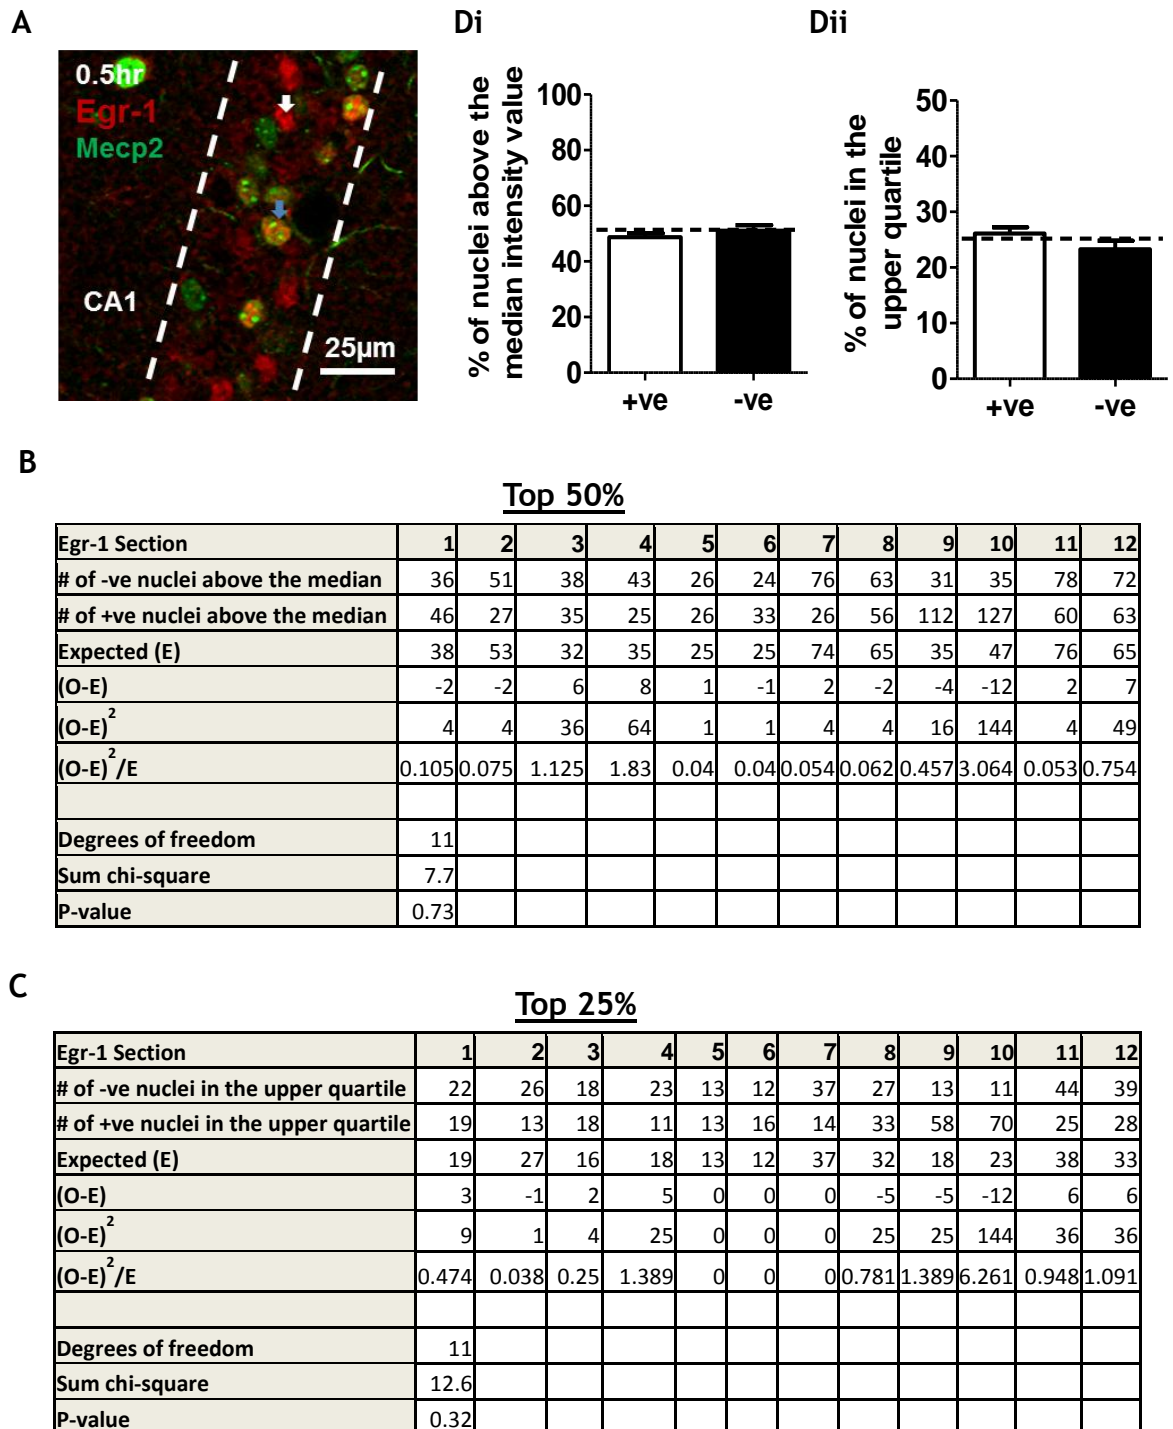 A
Di
Dii
0.5hr
Egr-1
Mecp2
CA1
25µm
% of nuclei above the
median intensity value
100
80
60
40
20
0
+ve -ve
% of nuclei in the
upper quartile
50
40
30
20
10
0
+ve -ve
B
Top 50%
Egr-1 Section 1 2 3 4 5 6 7 8 9 10 11 12
# of -ve nuclei above the median 36 51 38 43 26 24 76 63 31 35 78 72
# of +ve nuclei above the median 46 27 35 25 26 33 26 56 112 127 60 63
Expected (E) 38 53 32 35 25 25 74 65 35 47 76 65
(O-E) -2 -2 6 8 1 -1 2 -2 -4 -12 2 7
(O-E)² 4 4 36 64 1 1 4 4 16 144 4 49
(O-E)²/E 0.105 0.075 1.125 1.83 0.04 0.04 0.054 0.062 0.457 3.064 0.053 0.754
Degrees of freedom 11
Sum chi-square 7.7
P-value 0.73
C
Top 25%
Egr-1 Section 1 2 3 4 5 6 7 8 9 10 11 12
# of -ve nuclei in the upper quartile 22 26 18 23 13 12 37 27 13 11 44 39
# of +ve nuclei in the upper quartile 19 13 18 11 13 16 14 33 58 70 25 28
Expected (E) 19 27 16 18 13 12 37 32 18 23 38 33
(O-E) 3 -1 2 5 0 0 0 -5 -5 -12 6 6
(O-E)² 9 1 4 25 0 0 0 25 25 144 36 36
(O-E)²/E 0.474 0.038 0.25 1.389 0 0 0 0.781 1.389 6.261 0.948 1.091
Degrees of freedom 11
Sum chi-square 12.6
P-value 0.32